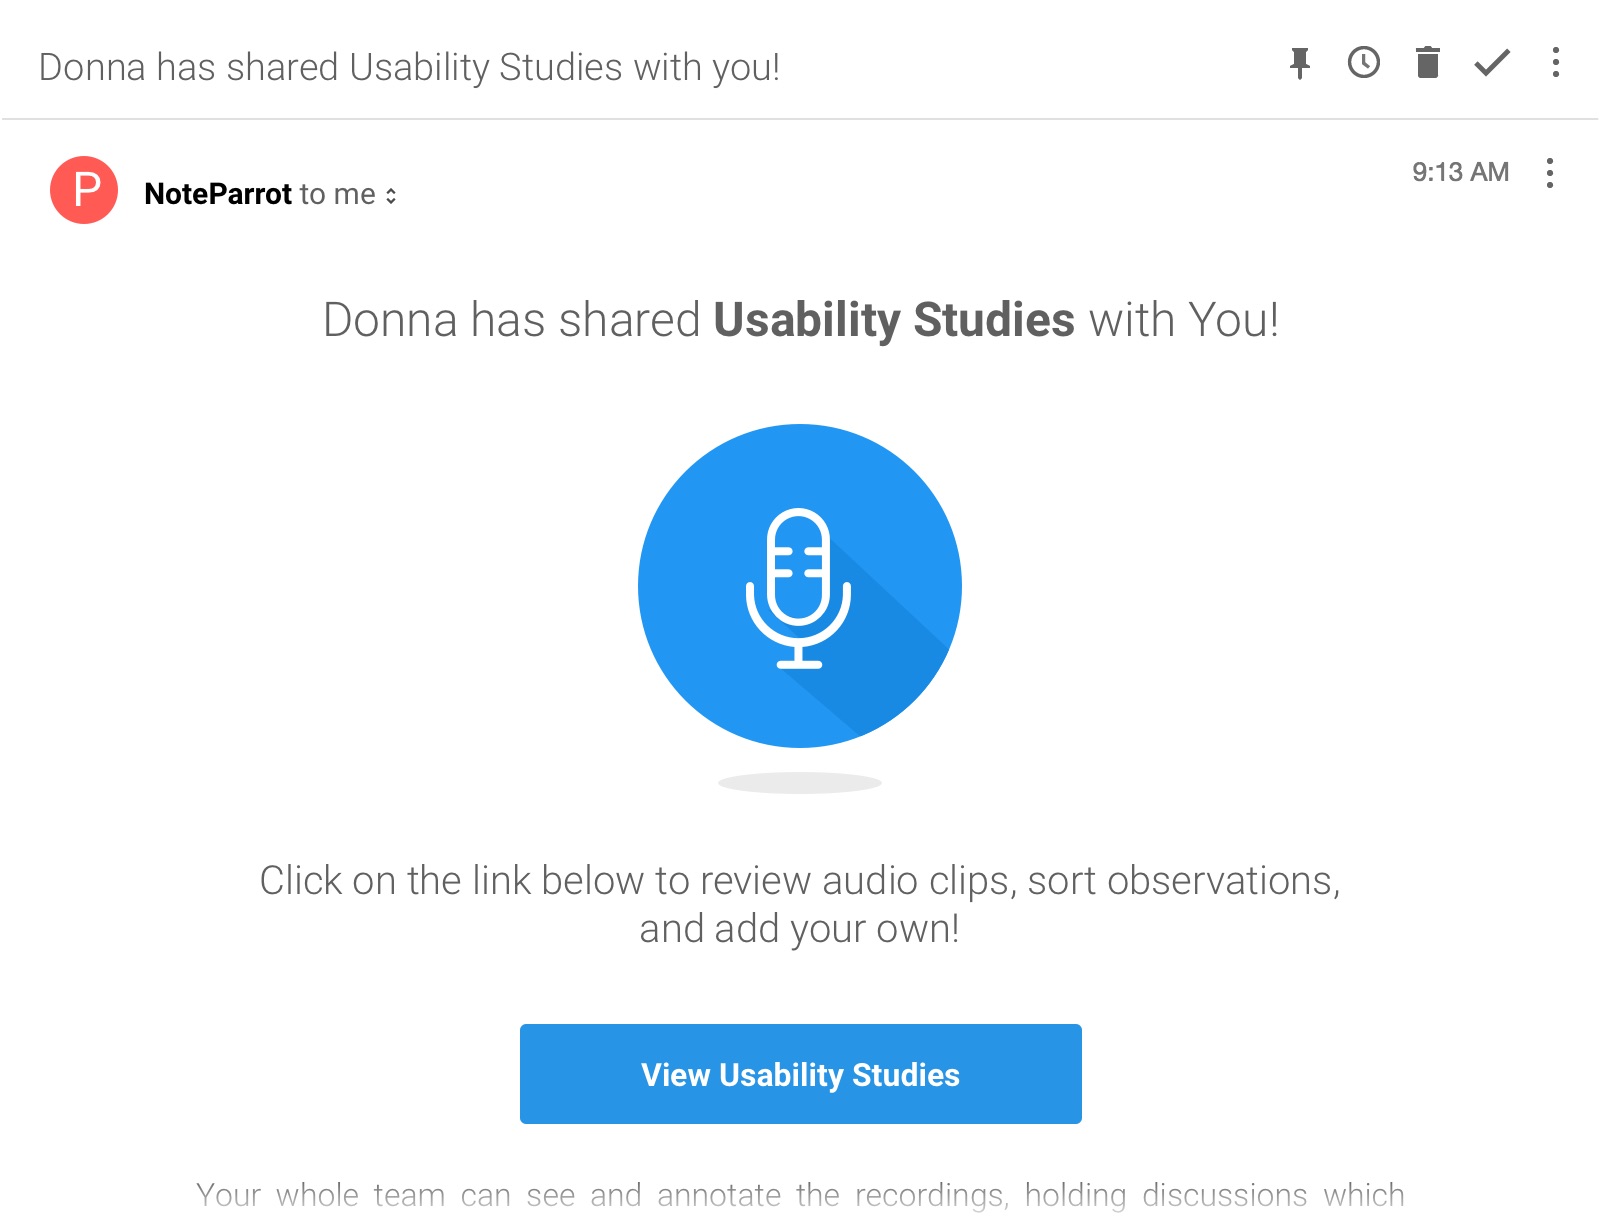 Donna has shared Usability Studies with you!
P
NoteParrot to me
9:13 AM
Donna has shared Usability Studies with You!
Click on the link below to review audio clips, sort observations,
and add your own!
View Usability Studies
Your whole team can see and annotate the recordings, holding discussions which